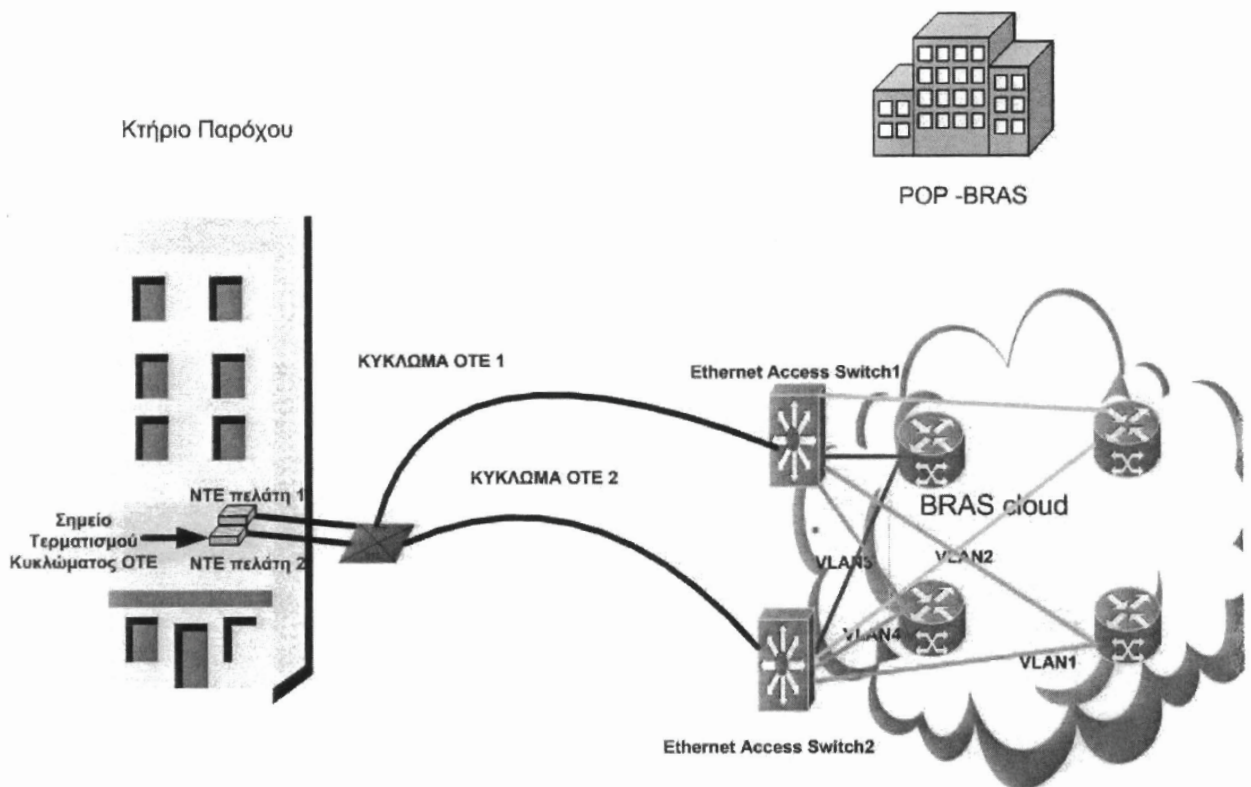 Κτήριο Παρόχου
POP -BRAS
ΚΥΚΛΩΜΑ ΟΤΕ 1
Ethernet Access Switch1
ΚΥΚΛΩΜΑ ΟΤΕ 2
NTE πελάτη 1
BRAS cloud
Σημείο
Τερματισμού
Κυκλώματος ΟΤΕ
NTE πελάτη 2
VLAN3
VLAN2
VLAN4
VLAN1
Ethernet Access Switch2